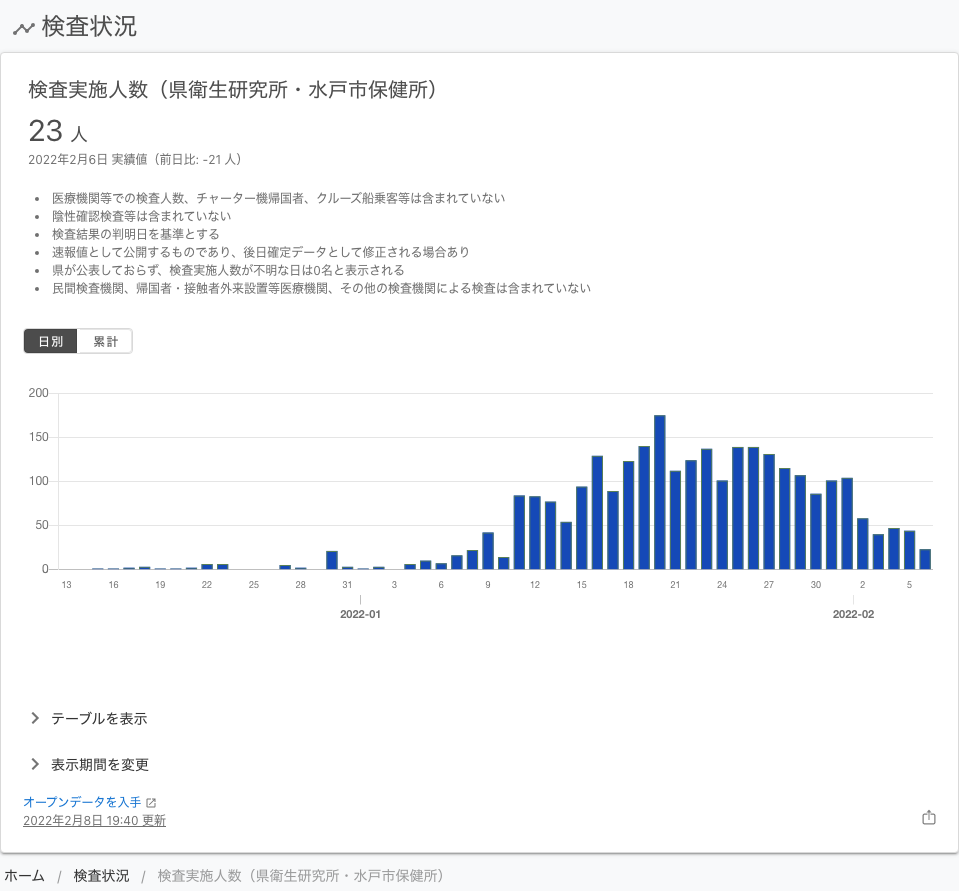 検査状況
検査実施人数（県衛生研究所・水戸市保健所）
23 人
2022年2月6日 実績値（前日比: -21 人）
医療機関等での検査人数、チャーター機帰国者、クルーズ船乗客等は含まれていない
陰性確認検査等は含まれていない
検査結果の判明日を基準とする
速報値として公開するものであり、後日確定データとして修正される場合あり
県が公表しておらず、検査実施人数が不明な日は0名と表示される
民間検査機関、帰国者・接触者外来設置等医療機関、その他の検査機関による検査は含まれていない
日別 累計
200
150
100
50
0
13 16 19 22 25 28 31 3 6 9 12 15 18 21 24 27 30 2 5
2022-01 2022-02
テーブルを表示
表示期間を変更
オープンデータを入手
2022年2月8日 19:40 更新
ホーム / 検査状況 / 検査実施人数（県衛生研究所・水戸市保健所）